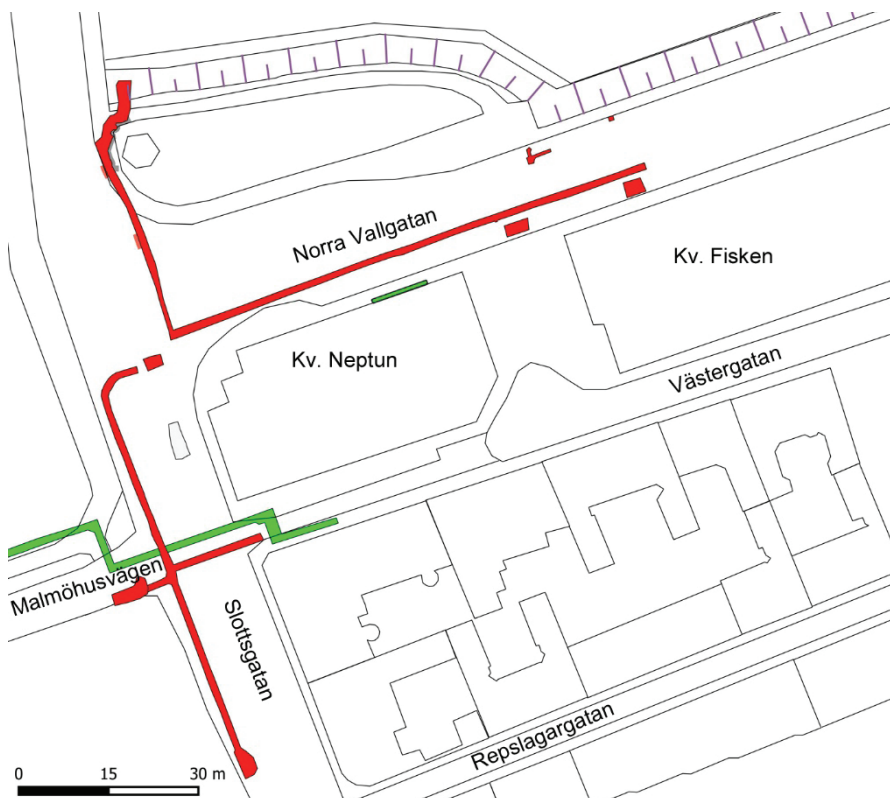 Norra Vallgatan
Kv. Fisken
Kv. Neptun
Västergatan
Malmöhusvägen
Slottsgatan
Repslagargatan
0 15 30 m